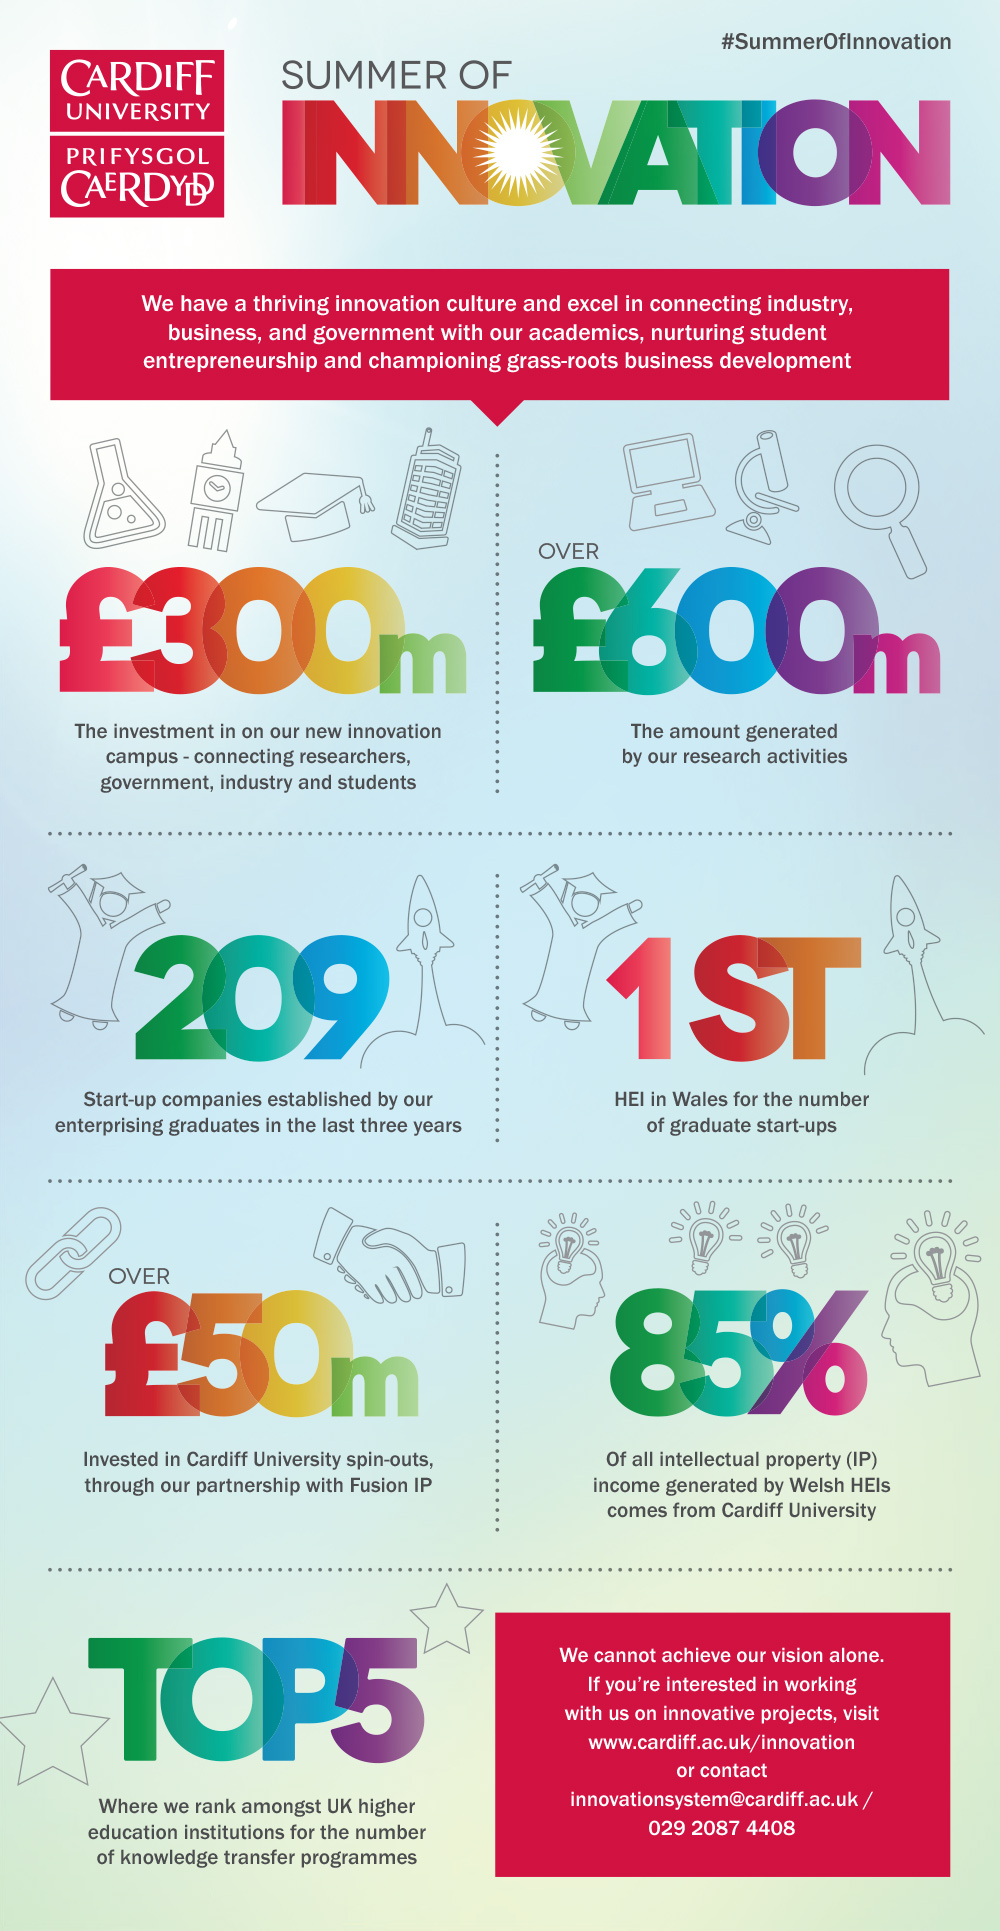 #SummerOfInnovation
CARDIFF
UNIVERSITY
PRIFYSGOL
CAERDYDD
SUMMER OF
INNOVATION
We have a thriving innovation culture and excel in connecting industry,
business, and government with our academics, nurturing student
entrepreneurship and championing grass-roots business development
£300m
The investment in on our new innovation
campus - connecting researchers,
government, industry and students
OVER
£600m
The amount generated
by our research activities
209
Start-up companies established by our
enterprising graduates in the last three years
1ST
HEI in Wales for the number
of graduate start-ups
OVER
£50m
Invested in Cardiff University spin-outs,
through our partnership with Fusion IP
85%
Of all intellectual property (IP)
income generated by Welsh HEIs
comes from Cardiff University
TOP5
Where we rank amongst UK higher
education institutions for the number
of knowledge transfer programmes
We cannot achieve our vision alone.
If you're interested in working
with us on innovative projects, visit
www.cardiff.ac.uk/innovation
or contact
innovationsystem@cardiff.ac.uk /
029 2087 4408